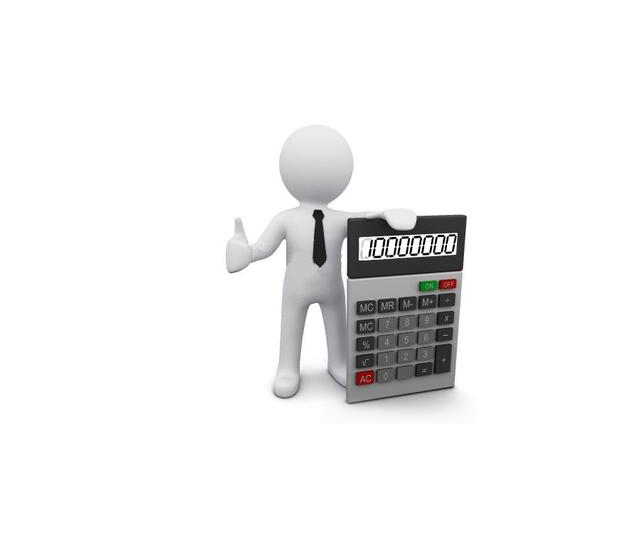 10000000
ON OFF
MC MR M- M+ ÷
MC 7 8 9 x
% 4 5 6 –
√ 1 2 3 +
AC 0 . =